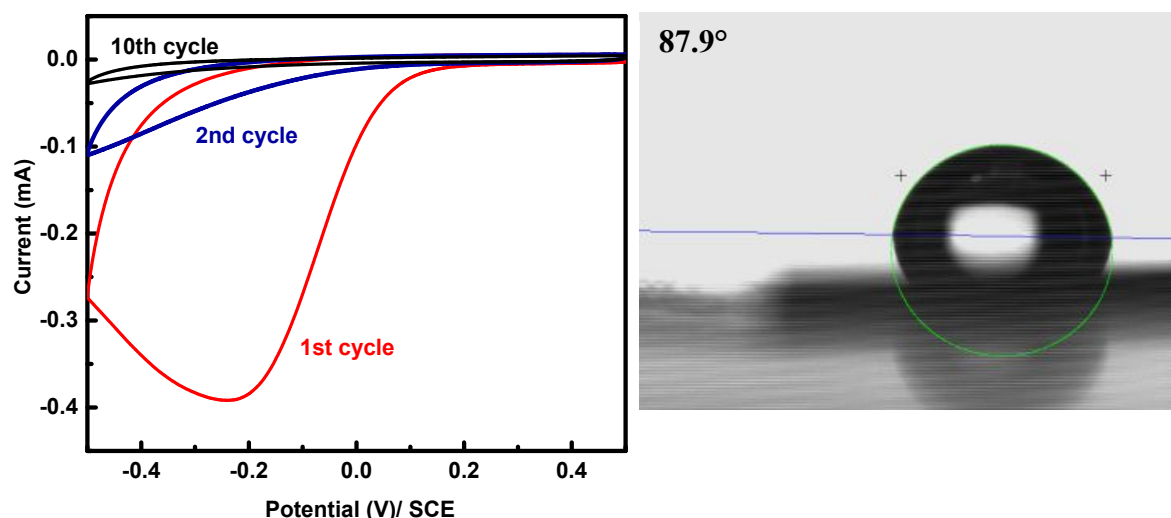 0.0
-0.1
-0.2
-0.3
-0.4
Current (mA)
10th cycle
2nd cycle
1st cycle
-0.4 -0.2 0.0 0.2 0.4
Potential (V)/ SCE
87.9°